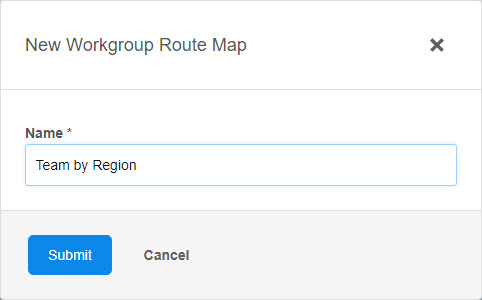 New Workgroup Route Map
Name *
Team by Region
Submit
Cancel